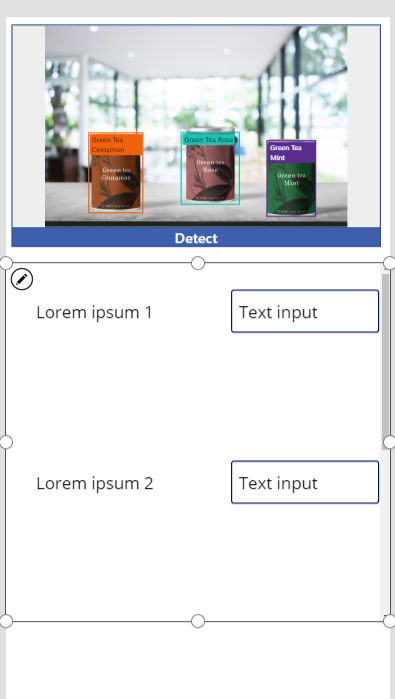 Green Tea
Cinnamon
Green Tea Rose
Green Tea
Mint
Green tea
Cinnamon
Green tea
Rose
Green tea
Mint
Detect
Lorem ipsum 1
Text input
Lorem ipsum 2
Text input